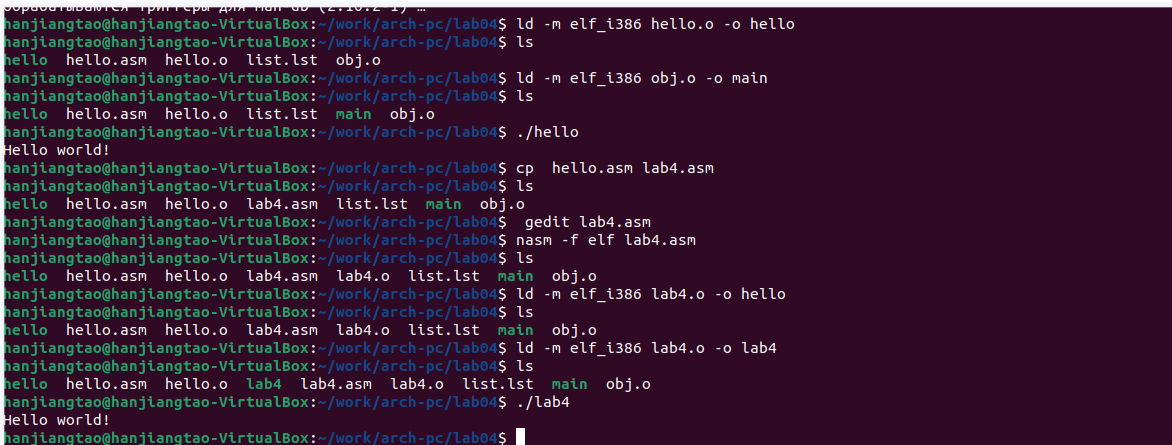 обрабатываются триггеры для man-db (2.10.2-1) …
hanjiangtao@hanjiangtao-VirtualBox:~/work/arch-pc/lab04$ ld -m elf_i386 hello.o -o hello
hanjiangtao@hanjiangtao-VirtualBox:~/work/arch-pc/lab04$ ls
hello  hello.asm  hello.o  list.lst  obj.o
hanjiangtao@hanjiangtao-VirtualBox:~/work/arch-pc/lab04$ ld -m elf_i386 obj.o -o main
hanjiangtao@hanjiangtao-VirtualBox:~/work/arch-pc/lab04$ ls
hello  hello.asm  hello.o  list.lst  main  obj.o
hanjiangtao@hanjiangtao-VirtualBox:~/work/arch-pc/lab04$ ./hello
Hello world!
hanjiangtao@hanjiangtao-VirtualBox:~/work/arch-pc/lab04$ cp  hello.asm lab4.asm
hanjiangtao@hanjiangtao-VirtualBox:~/work/arch-pc/lab04$ ls
hello  hello.asm  hello.o  lab4.asm  list.lst  main  obj.o
hanjiangtao@hanjiangtao-VirtualBox:~/work/arch-pc/lab04$  gedit lab4.asm
hanjiangtao@hanjiangtao-VirtualBox:~/work/arch-pc/lab04$ nasm -f elf lab4.asm
hanjiangtao@hanjiangtao-VirtualBox:~/work/arch-pc/lab04$ ls
hello  hello.asm  hello.o  lab4.asm  lab4.o  list.lst  main  obj.o
hanjiangtao@hanjiangtao-VirtualBox:~/work/arch-pc/lab04$ ld -m elf_i386 lab4.o -o hello
hanjiangtao@hanjiangtao-VirtualBox:~/work/arch-pc/lab04$ ls
hello  hello.asm  hello.o  lab4.asm  lab4.o  list.lst  main  obj.o
hanjiangtao@hanjiangtao-VirtualBox:~/work/arch-pc/lab04$ ld -m elf_i386 lab4.o -o lab4
hanjiangtao@hanjiangtao-VirtualBox:~/work/arch-pc/lab04$ ls
hello  hello.asm  hello.o  lab4  lab4.asm  lab4.o  list.lst  main  obj.o
hanjiangtao@hanjiangtao-VirtualBox:~/work/arch-pc/lab04$ ./lab4
Hello world!
hanjiangtao@hanjiangtao-VirtualBox:~/work/arch-pc/lab04$